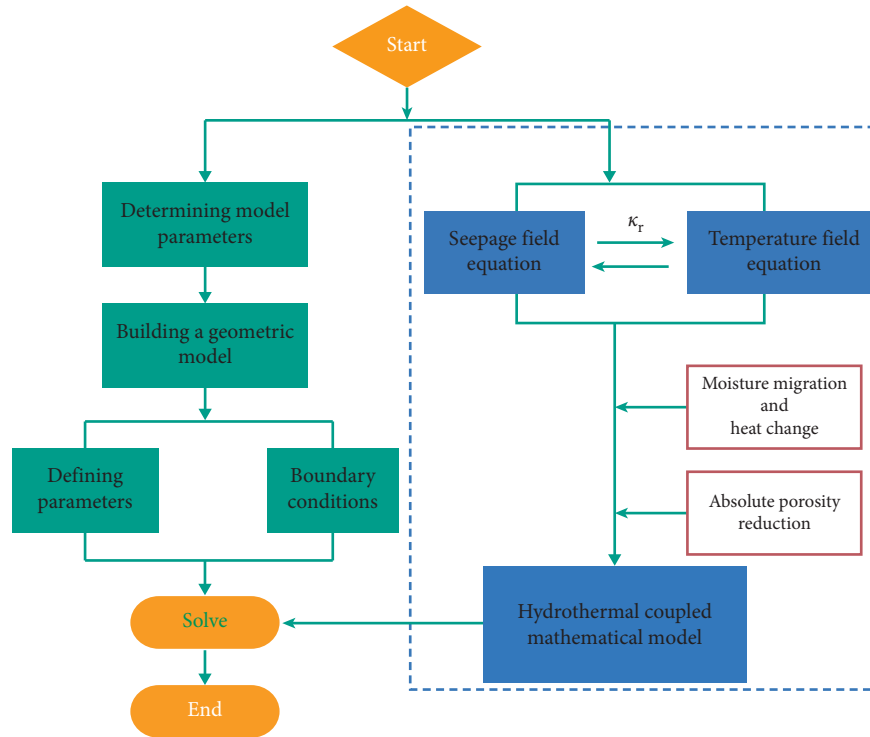 Start
Determining model
parameters
Building a geometric
model
Defining
parameters
Boundary
conditions
Solve
End
Seepage field
equation
κr
Temperature field
equation
Moisture migration
and
heat change
Absolute porosity
reduction
Hydrothermal coupled
mathematical model